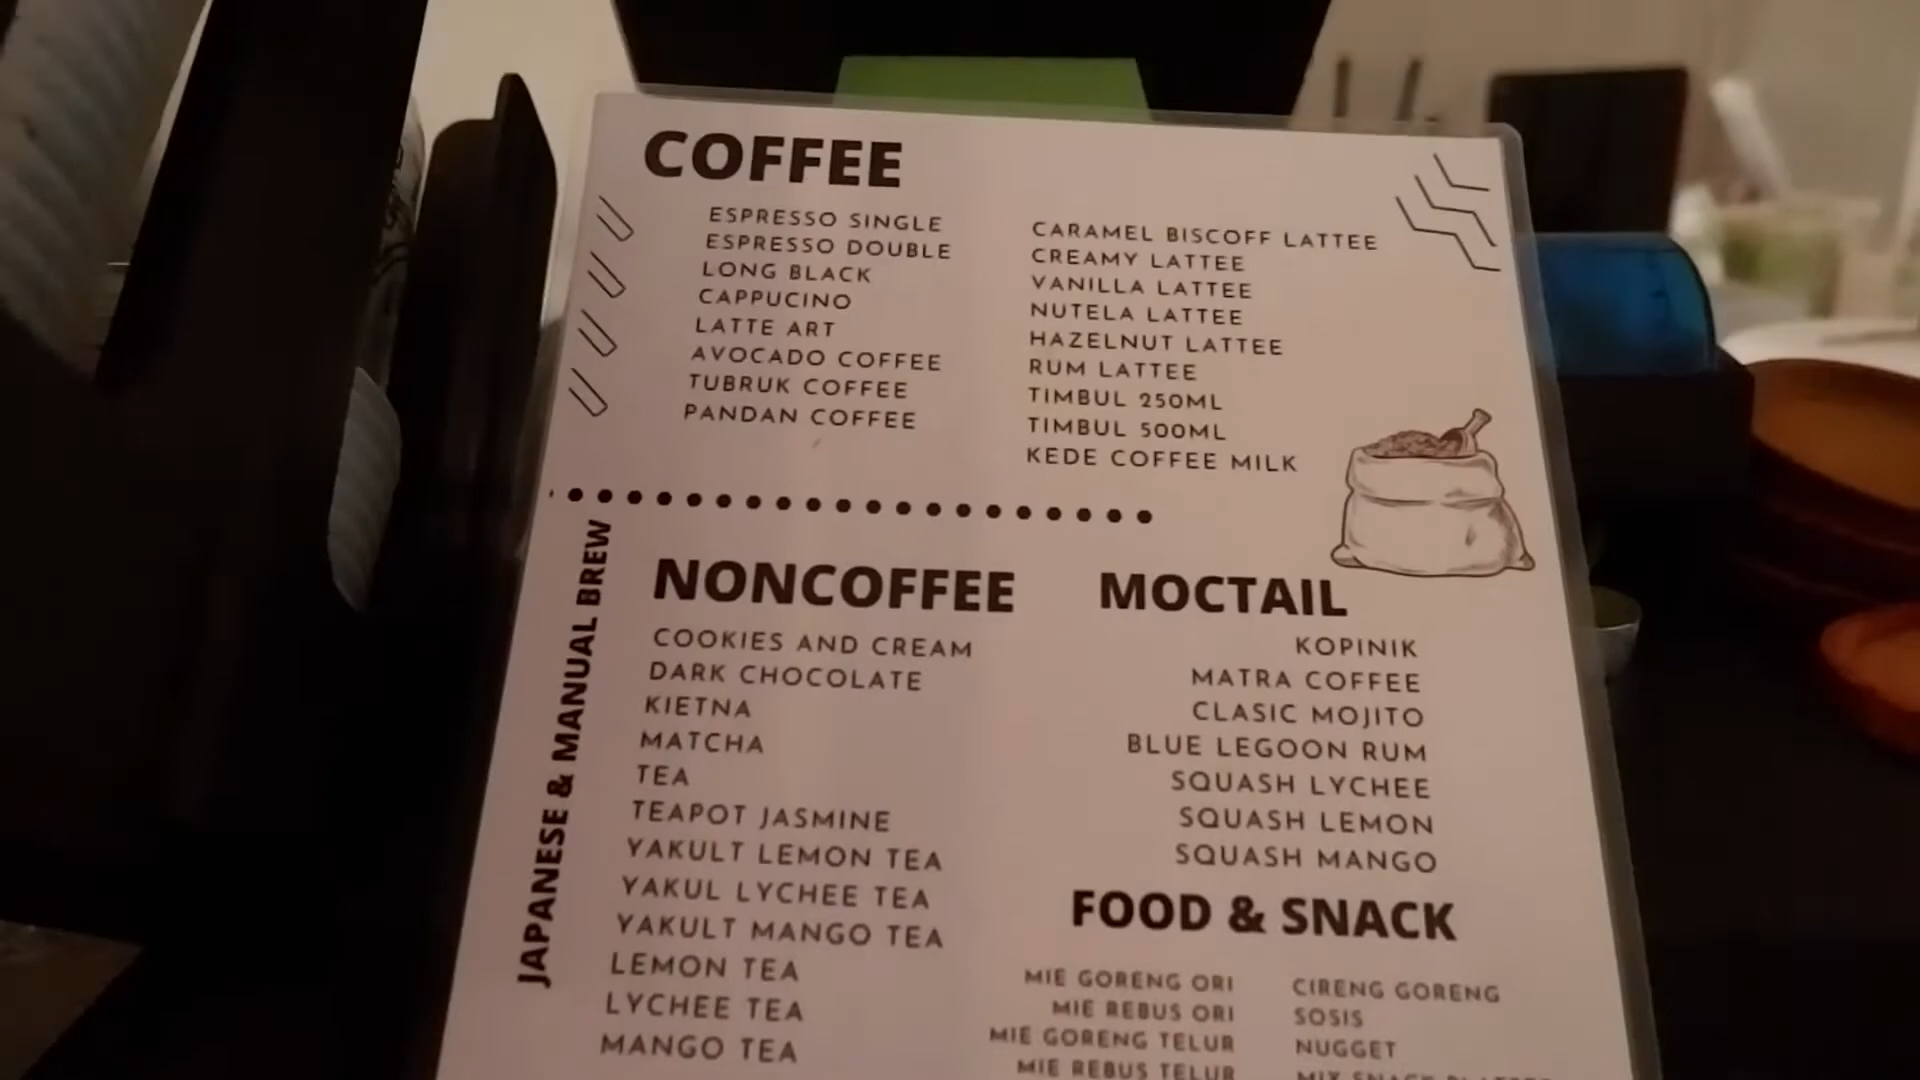 COFFEE
ESPRESSO SINGLE
ESPRESSO DOUBLE
LONG BLACK
CAPPUCINO
LATTE ART
AVOCADO COFFEE
TUBRUK COFFEE
PANDAN COFFEE
CARAMEL BISCOFF LATTEE
CREAMY LATTEE
VANILLA LATTEE
NUTELA LATTEE
HAZELNUT LATTEE
RUM LATTEE
TIMBUL 250ML
TIMBUL 500ML
KEDE COFFEE MILK
JAPANESE & MANUAL BREW
NONCOFFEE
COOKIES AND CREAM
DARK CHOCOLATE
KIETNA
MATCHA
TEA
TEAPOT JASMINE
YAKULT LEMON TEA
YAKUL LYCHEE TEA
YAKULT MANGO TEA
LEMON TEA
LYCHEE TEA
MANGO TEA
MOCTAIL
KOPINIK
MATRA COFFEE
CLASIC MOJITO
BLUE LEGOON RUM
SQUASH LYCHEE
SQUASH LEMON
SQUASH MANGO
FOOD & SNACK
MIE GORENG ORI
MIE REBUS ORI
MIE GORENG TELUR
MIE REBUS TELUR
CIRENG GORENG
SOSIS
NUGGET
MIX SNACK